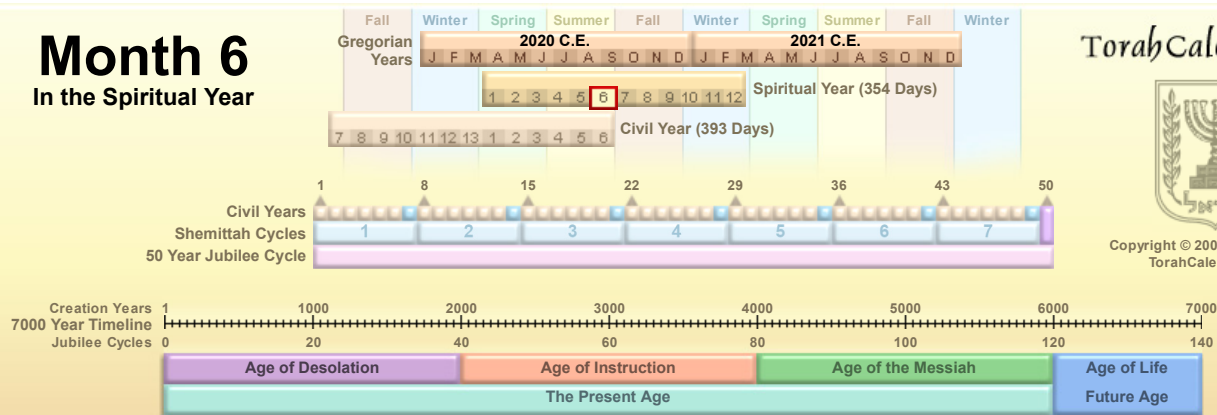 Fall Winter Spring Summer Fall Winter Spring Summer Fall Winter
Month 6
In the Spiritual Year
Gregorian Years
2020 C.E. 2021 C.E.
J F M A M J J A S O N D J F M A M J J A S O N D
1 2 3 4 5 6 7 8 9 10 11 12 Spiritual Year (354 Days)
7 8 9 10 11 12 13 1 2 3 4 5 6 Civil Year (393 Days)
TorahCale
1 8 15 22 29 36 43 50
Civil Years
Shemittah Cycles 1 2 3 4 5 6 7
50 Year Jubilee Cycle
Copyright © 200
TorahCale
Creation Years 1 1000 2000 3000 4000 5000 6000 7000
7000 Year Timeline
Jubilee Cycles 0 20 40 60 80 100 120 140
Age of Desolation Age of Instruction Age of the Messiah Age of Life
The Present Age Future Age